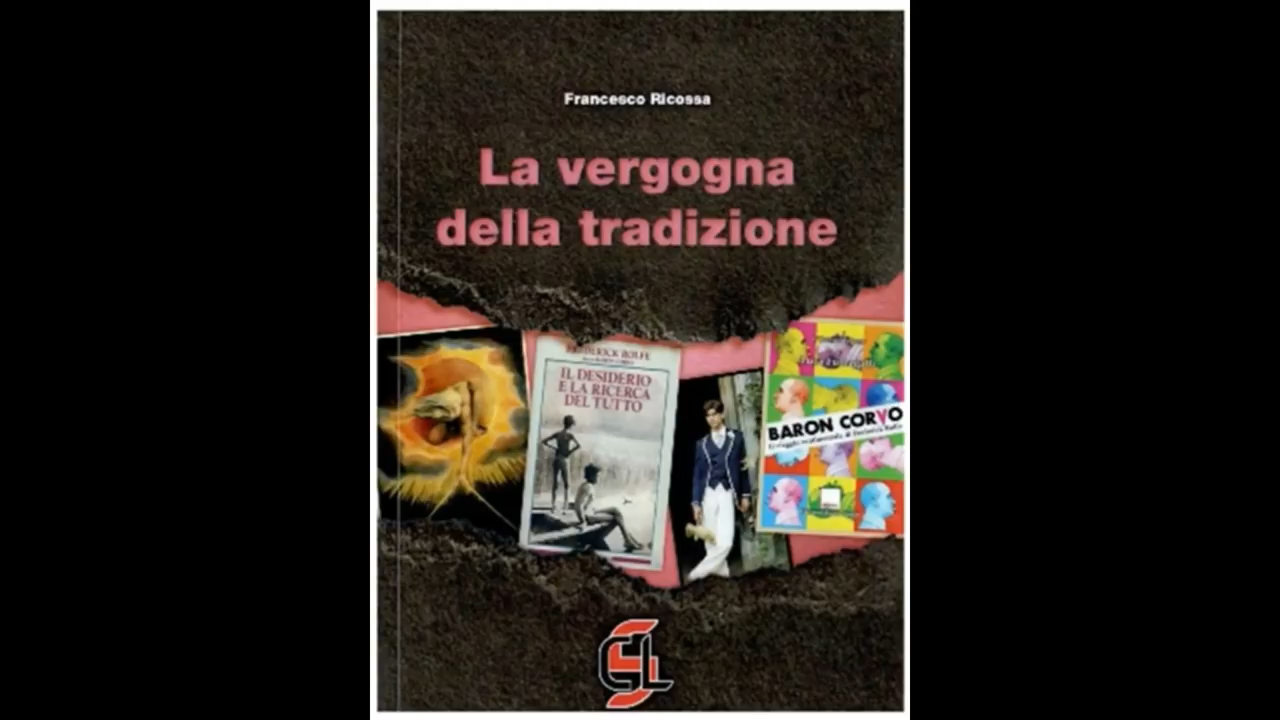 Francesco Ricossa
La vergogna
della tradizione
IL DESIDERIO
E LA RICERCA
DEL TUTTO
BARON CORVO